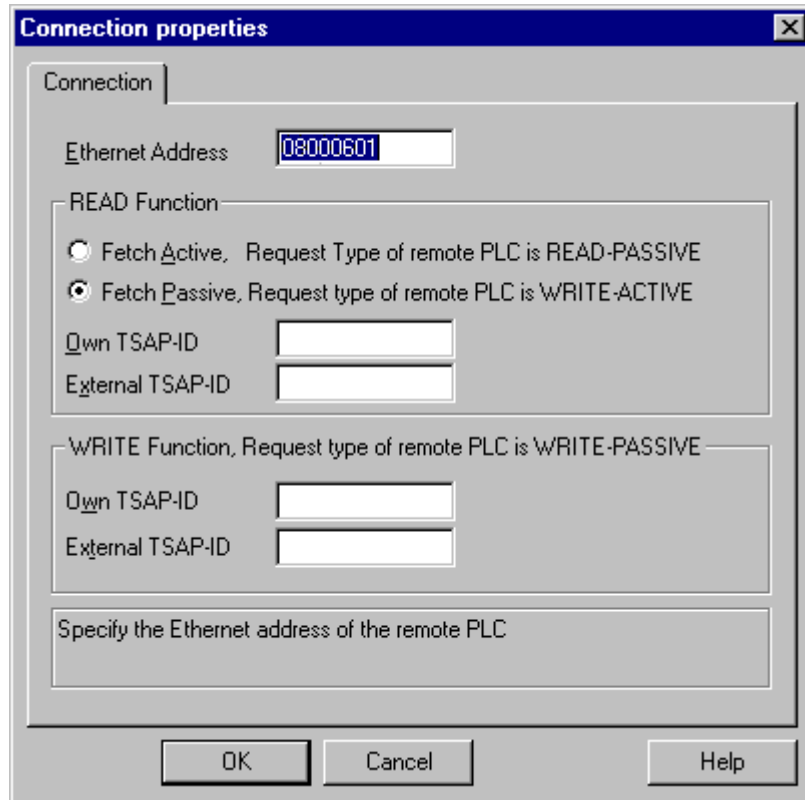 Connection properties
Connection
Ethernet Address 08000601
READ Function
Fetch Active, Request Type of remote PLC is READ-PASSIVE
Fetch Passive, Request type of remote PLC is WRITE-ACTIVE
Own TSAP-ID
External TSAP-ID
WRITE Function, Request type of remote PLC is WRITE-PASSIVE
Own TSAP-ID
External TSAP-ID
Specify the Ethernet address of the remote PLC
OK Cancel Help